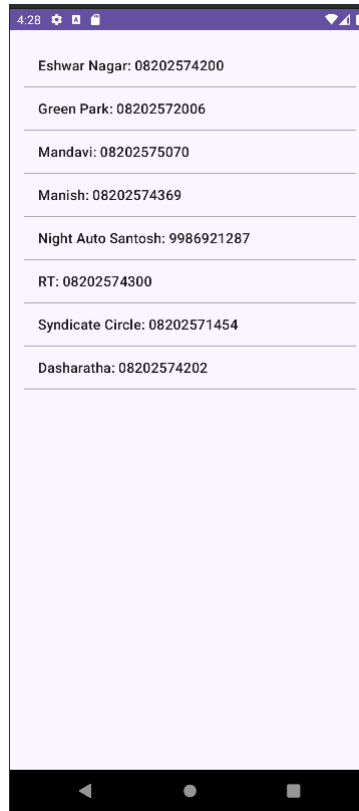 4:28
Eshwar Nagar: 08202574200
Green Park: 08202572006
Mandavi: 08202575070
Manish: 08202574369
Night Auto Santosh: 9986921287
RT: 08202574300
Syndicate Circle: 08202571454
Dasharatha: 08202574202